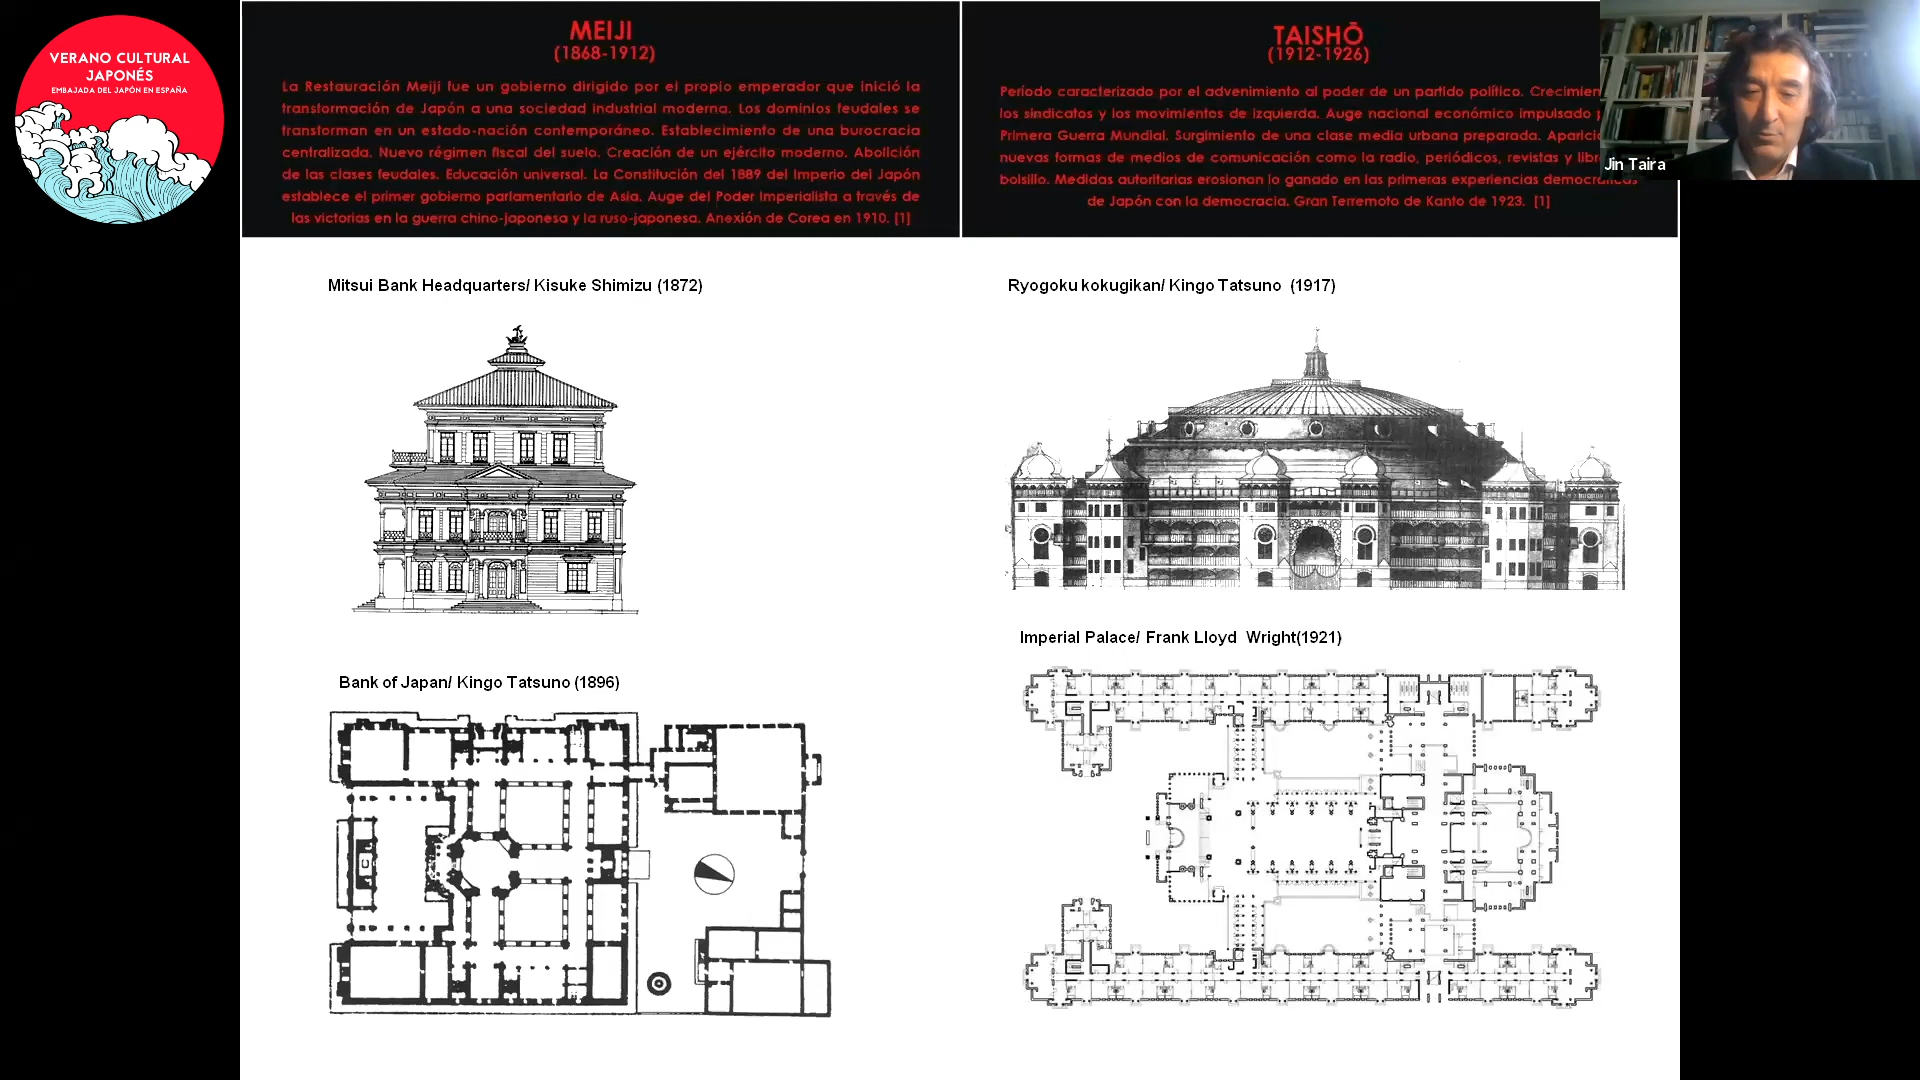 VERANO CULTURAL
JAPONÉS
EMBAJADA DEL JAPÓN EN ESPAÑA
MEIJI
(1868-1912)
La Restauración Meiji fue un gobierno dirigido por el propio emperador que inició la
transformación de Japón a una sociedad industrial moderna. Los dominios feudales se
transforman en un estado-nación contemporáneo. Establecimiento de una burocracia
centralizada. Nuevo régimen fiscal del suelo. Creación de un ejército moderno. Abolición
de las clases feudales. Educación universal. La Constitución del 1889 del Imperio del Japón
establece el primer gobierno parlamentario de Asia. Auge del Poder Imperialista a través de
las victorias en la guerra chino-japonesa y la ruso-japonesa. Anexión de Corea en 1910. [1]
TAISHŌ
(1912-1926)
Período caracterizado por el advenimiento al poder de un partido político.
los sindicatos y los movimientos de izquierda. Auge nacional económico impulsado
Primera Guerra Mundial. Surgimiento de una clase media urbana preparada.
nuevas formas de medios de comunicación como la radio, periódicos, revistas y
bolsillo. Medidas autoritarias erosionan lo ganado en las primeras experiencias democráticas
de Japón con la democracia. Gran Terremoto de Kanto de 1923. [1]
Jin Taira
Mitsui Bank Headquarters/ Kisuke Shimizu (1872)
Ryogoku kokugikan/ Kingo Tatsuno (1917)
Bank of Japan/ Kingo Tatsuno (1896)
Imperial Palace/ Frank Lloyd Wright(1921)